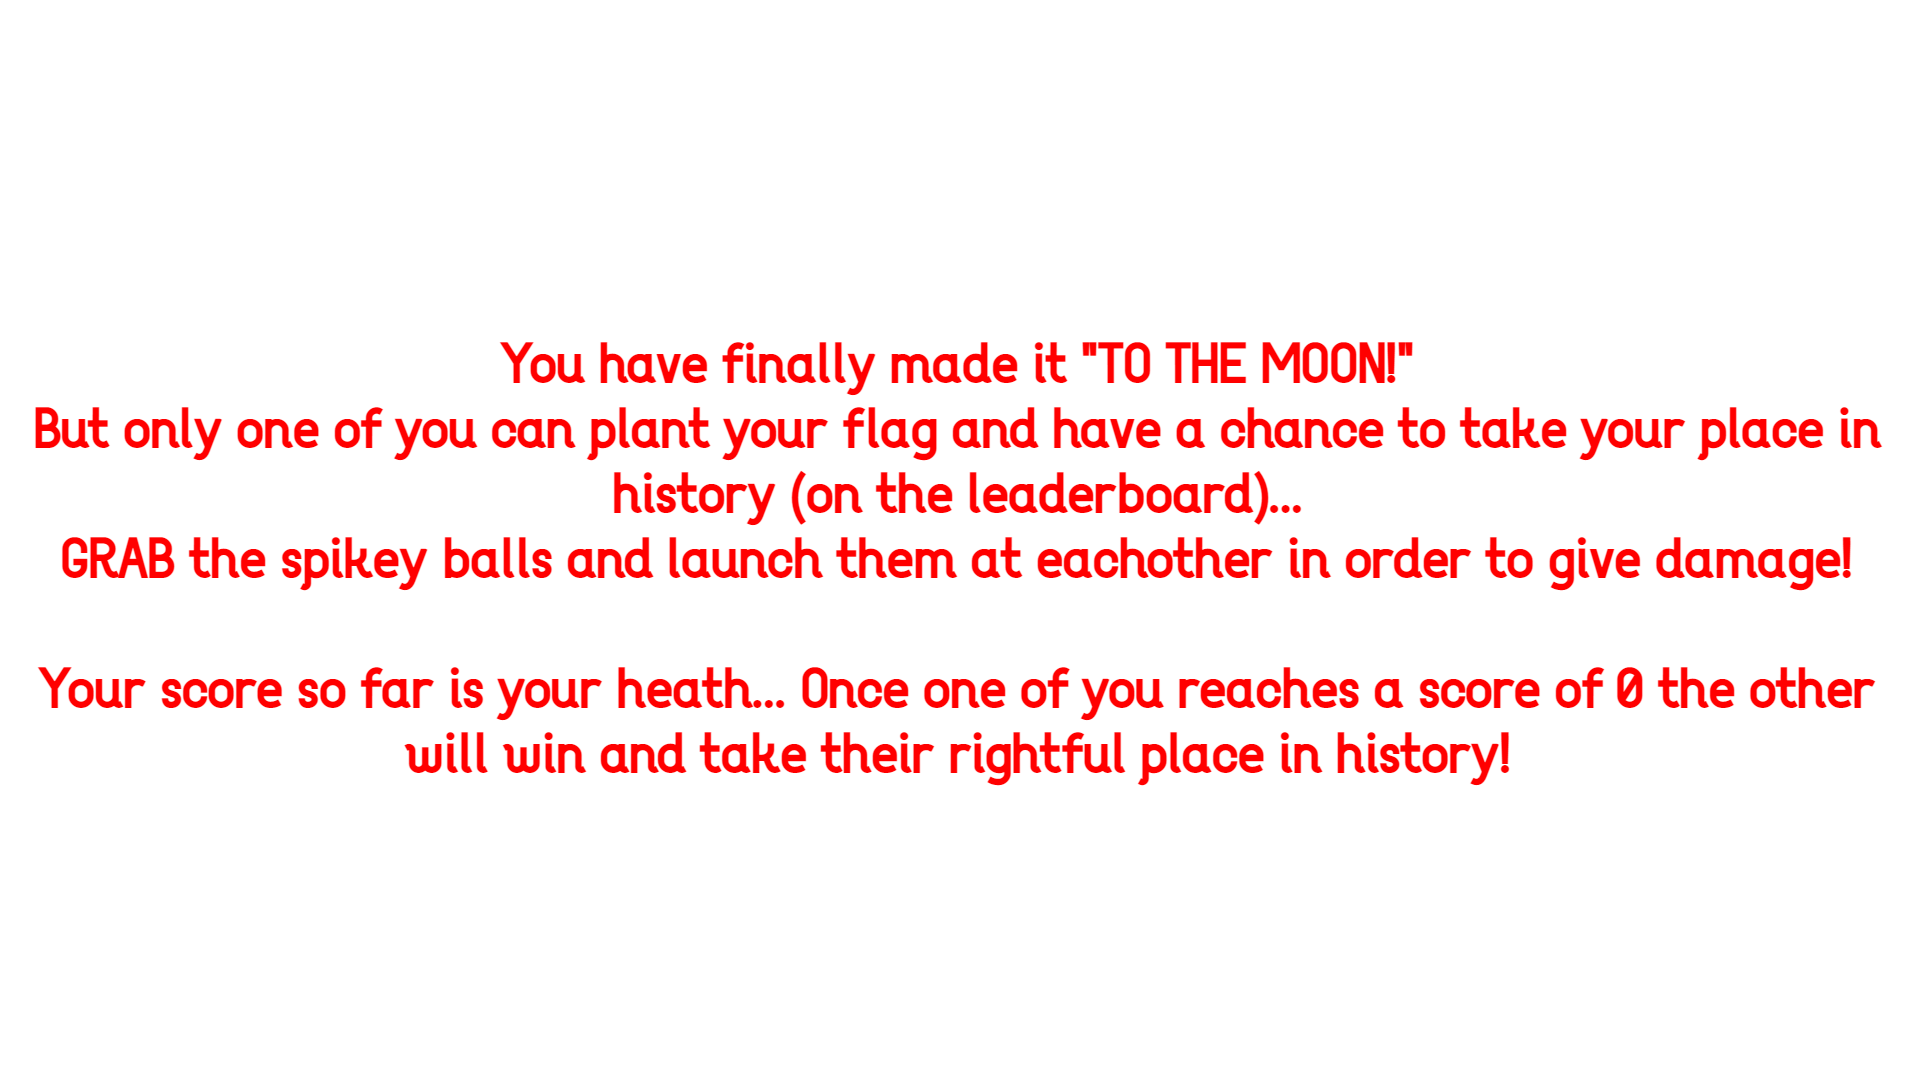 You have finally made it "TO THE MOON!"
But only one of you can plant your flag and have a chance to take your place in
history (on the leaderboard)...
GRAB the spikey balls and launch them at eachother in order to give damage!
Your score so far is your heath... Once one of you reaches a score of 0 the other
will win and take their rightful place in history!